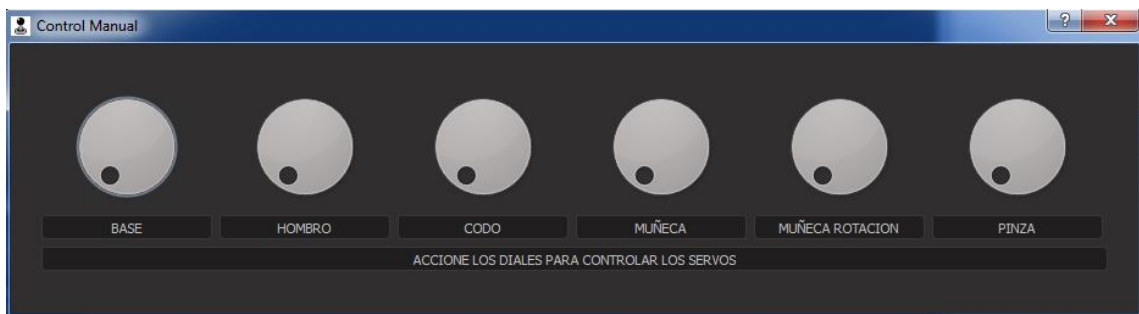 Control Manual
BASE HOMBRO CODO MUÑECA MUÑECA ROTACION PINZA
ACCIONE LOS DIALES PARA CONTROLAR LOS SERVOS